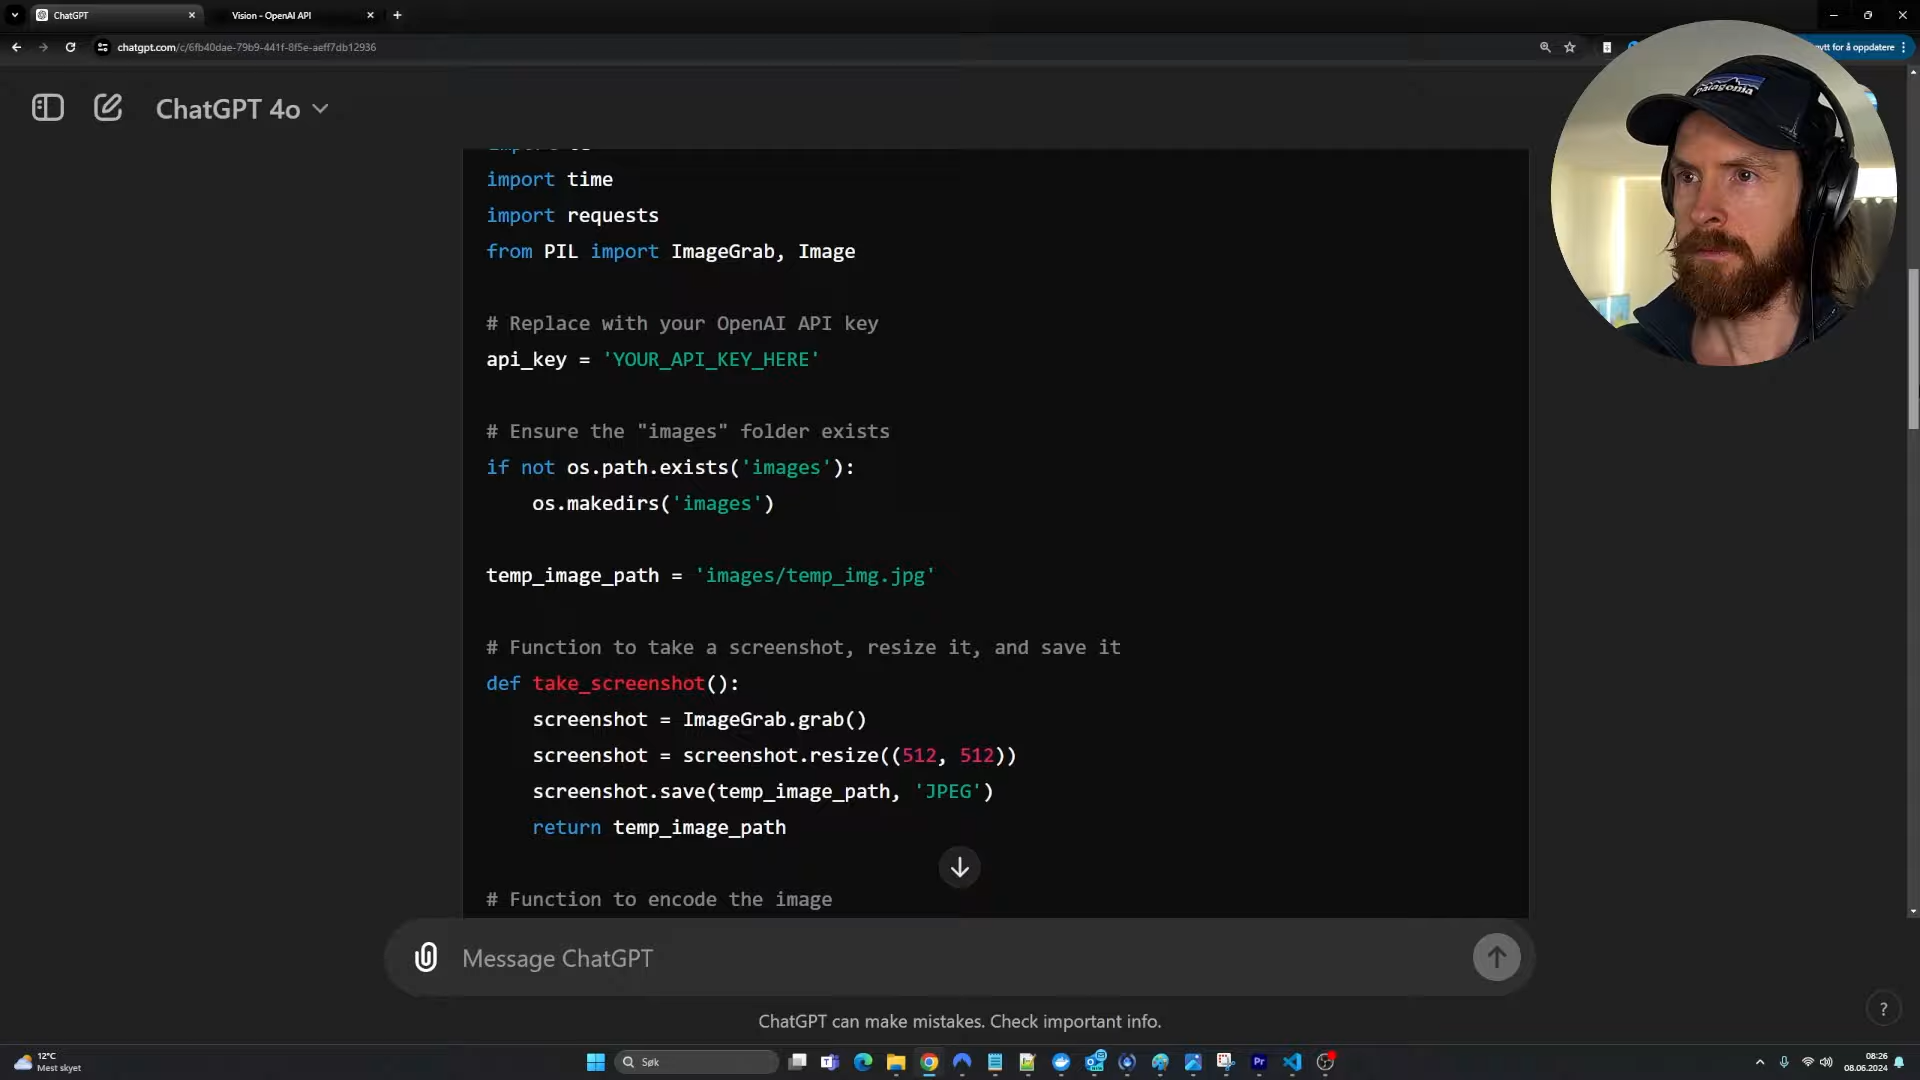 ChatGPT
Vision - OpenAI API
chatgpt.com/c/6fb40dae-79b9-441f-8f5e-aeff7db12936
ytt for å oppdatere
patagonia
ChatGPT 4o
import time
import requests
from PIL import ImageGrab, Image
# Replace with your OpenAI API key
api_key = 'YOUR_API_KEY_HERE'
# Ensure the "images" folder exists
if not os.path.exists('images'):
os.makedirs('images')
temp_image_path = 'images/temp_img.jpg'
# Function to take a screenshot, resize it, and save it
def take_screenshot():
screenshot = ImageGrab.grab()
screenshot = screenshot.resize((512, 512))
screenshot.save(temp_image_path, 'JPEG')
return temp_image_path
# Function to encode the image
Message ChatGPT
ChatGPT can make mistakes. Check important info.
?
12°C
Mest skyet
Søk
Pr
08:26
08.06.2024